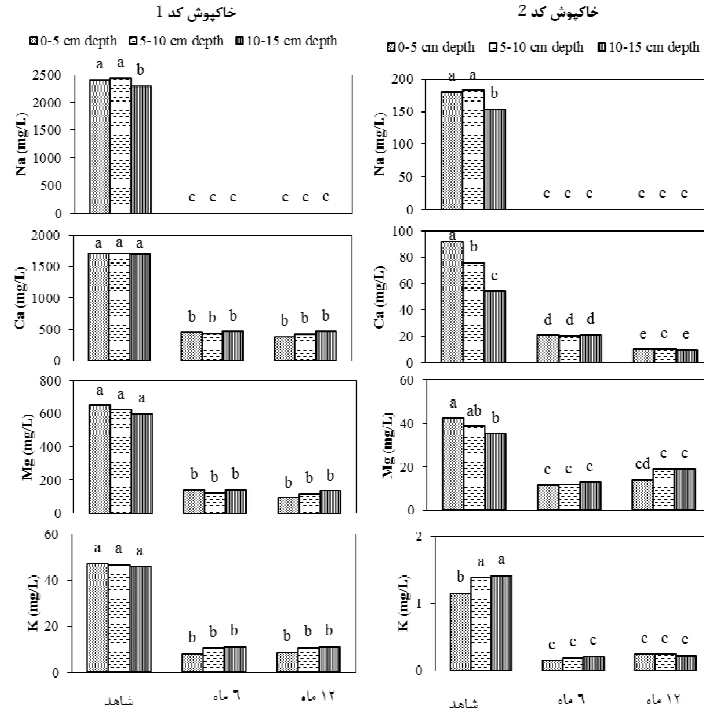 خاکپوش کد 1
0-5 cm depth 5-10 cm depth 10-15 cm depth
Na (mg/L)
2500
2000
1500
1000
500
0
a a b
c c c
c c c
Ca (mg/L)
2000
1500
1000
500
0
a a a
b b b
b b b
Mg (mg/L)
800
600
400
200
0
a a a
b b b
b b b
K (mg/L)
60
40
20
0
a a a
b b b
b b b
شاهد
۶ ماه
۱۲ ماه
خاکپوش کد 2
0-5 cm depth 5-10 cm depth 10-15 cm depth
Na (mg/L)
200
150
100
50
0
a a b
c c c
c c c
Ca (mg/L)
100
80
60
40
20
0
a b c
d d d
e c e
Mg (mg/L)
60
40
20
0
a ab b
c c c
cd c c
K (mg/L)
2
1
0
b a a
c c c
c c c
شاهد
۶ ماه
۱۲ ماه